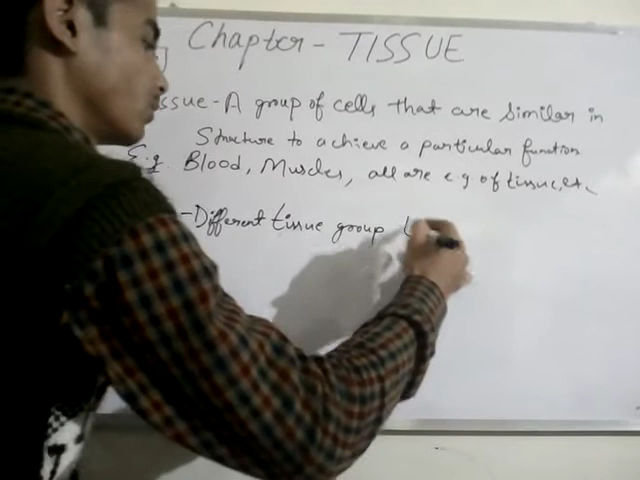 Chapter - TISSUE
issue - A group of cells that are similar in
Structure to achieve a particular function
E.g. Blood, Muscles, all are e.g of tissue, etc.
- Different tissue group